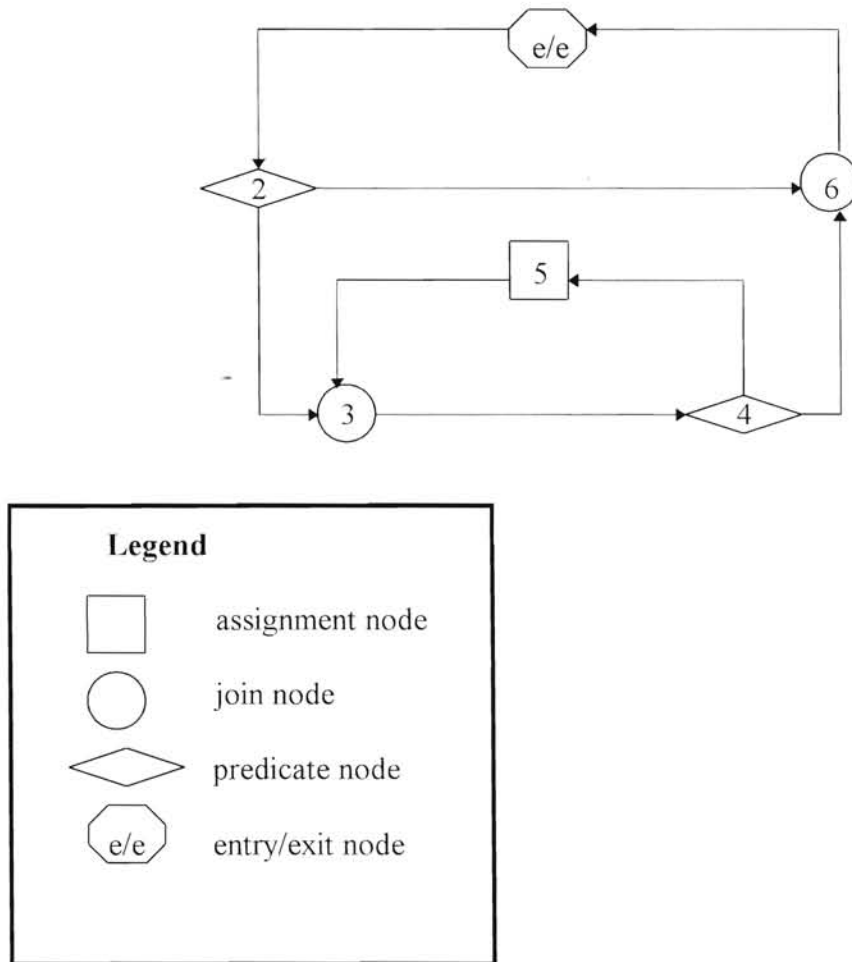 e/e
2
6
5
3
4
Legend
assignment node
join node
predicate node
e/e
entry/exit node